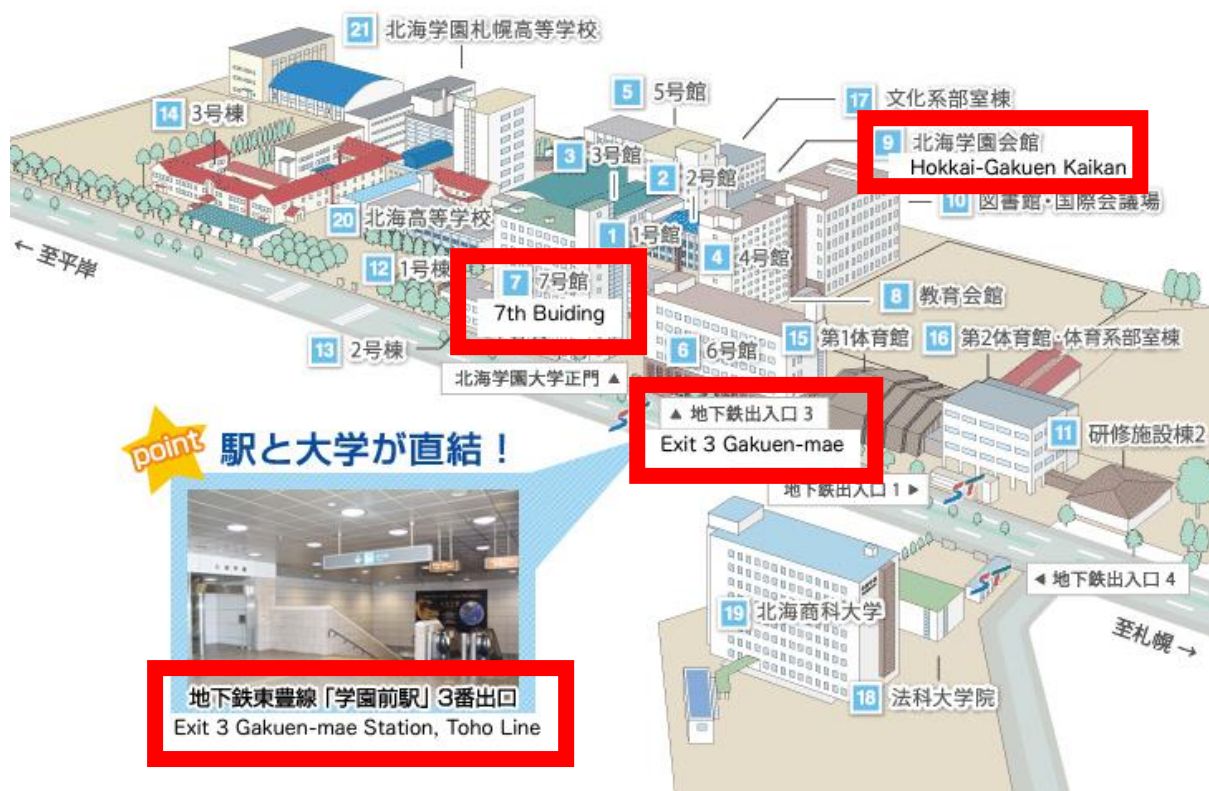 21 北海学園札幌高等学校
14 3号棟
5 5号館
17 文化系部室棟
9 北海学園会館
Hokkai-Gakuen Kaikan
3 3号館
2 2号館
10 図書館・国際会議場
20 北海高等学校
1 1号館
4 4号館
← 至平岸
12 1号棟
7 7号館
7th Buiding
8 教育会館
13 2号棟
6 6号館
15 第1体育館
16 第2体育館・体育系部室棟
北海学園大学正門 ▲
▲ 地下鉄出入口 3
Exit 3 Gakuen-mae
11 研修施設棟2
point 駅と大学が直結!
地下鉄出入口 1 ▶
ST
◀ 地下鉄出入口 4
19 北海商科大学
至札幌 →
18 法科大学院
地下鉄東豊線「学園前駅」3番出口
Exit 3 Gakuen-mae Station, Toho Line